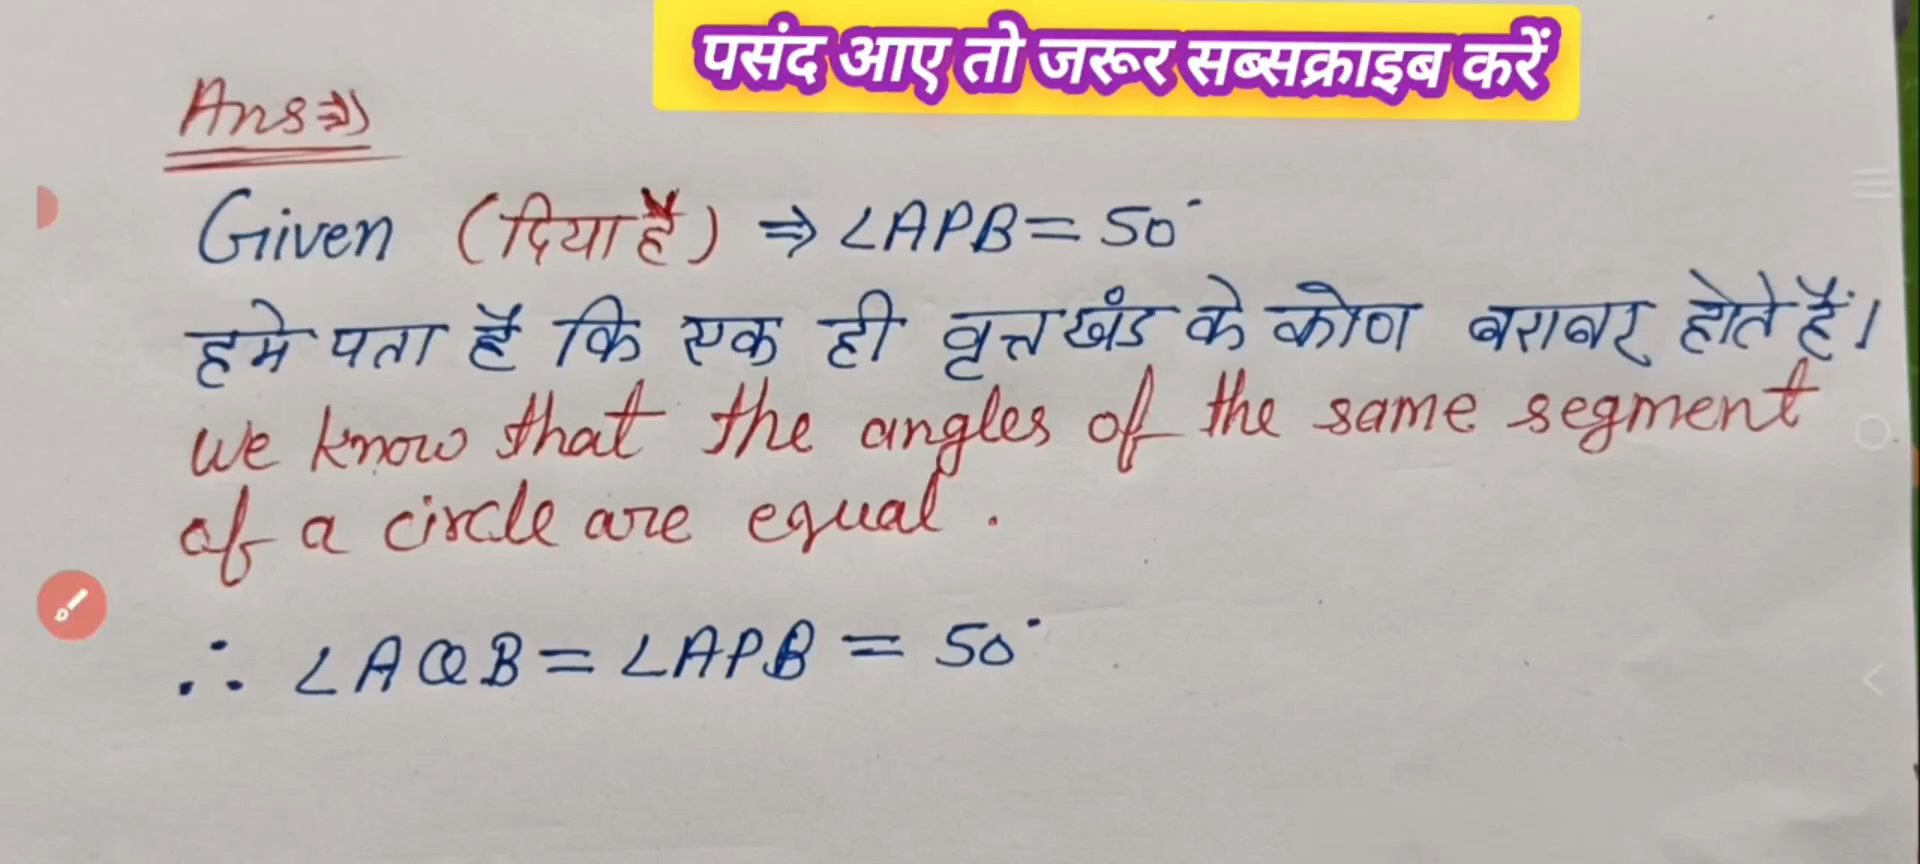 पसंद आए तो जरूर सब्सक्राइब करें
Ans⇒
Given (दिया है) ⇒ ∠APB = 50°
हमे पता है कि एक ही वृत्तखंड के कोण बराबर होते हैं।
we know that the angles of the same segment
of a circle are equal.
∴ ∠AQB = ∠APB = 50°